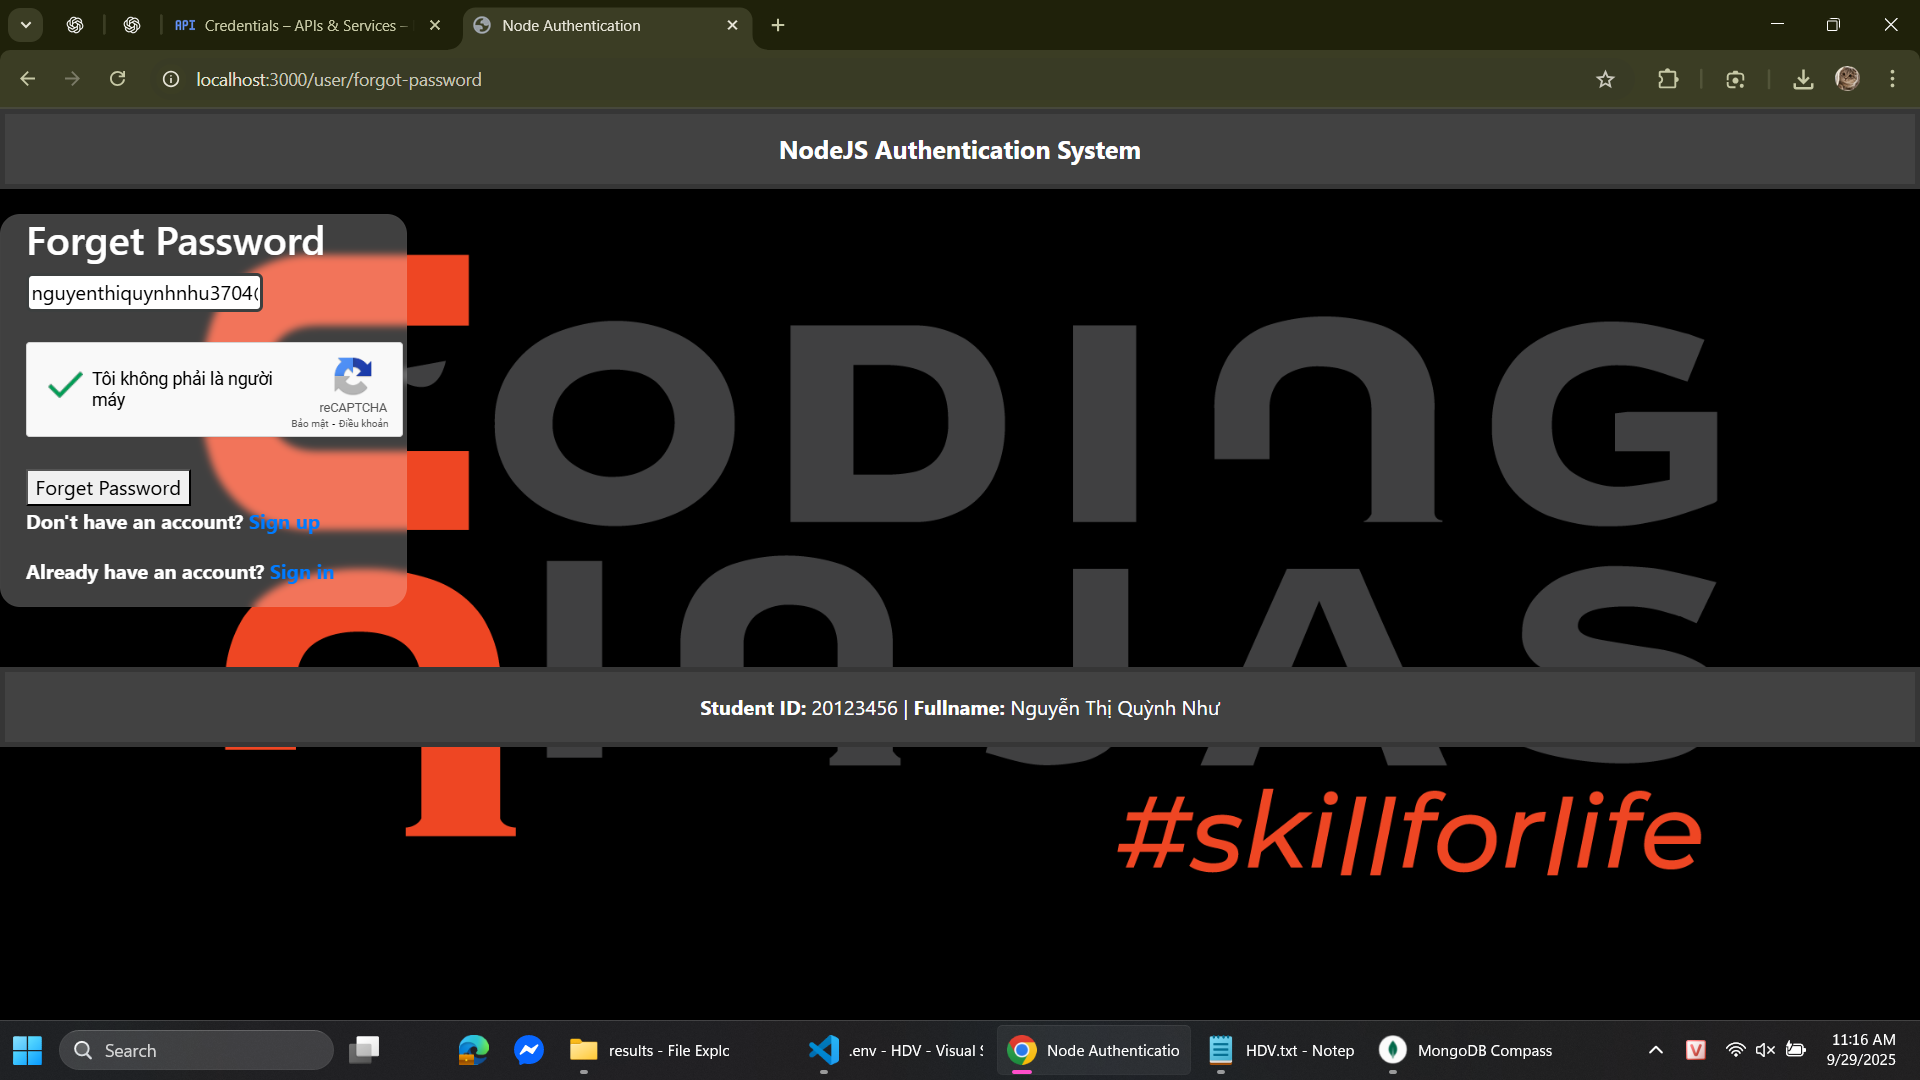 Credentials – APIs & Services –
Node Authentication
localhost:3000/user/forgot-password
NodeJS Authentication System
Forget Password
nguyenthiquynhnhu3704
Tôi không phải là người
máy
reCAPTCHA
Bảo mật - Điều khoản
Forget Password
Don't have an account? Sign up
Already have an account? Sign in
CODING
NINJAS
Student ID: 20123456 | Fullname: Nguyễn Thị Quỳnh Như
#skillforlife
Search
results - File Explo
.env - HDV - Visual S
Node Authenticatio
HDV.txt - Notep
MongoDB Compass
11:16 AM
9/29/2025